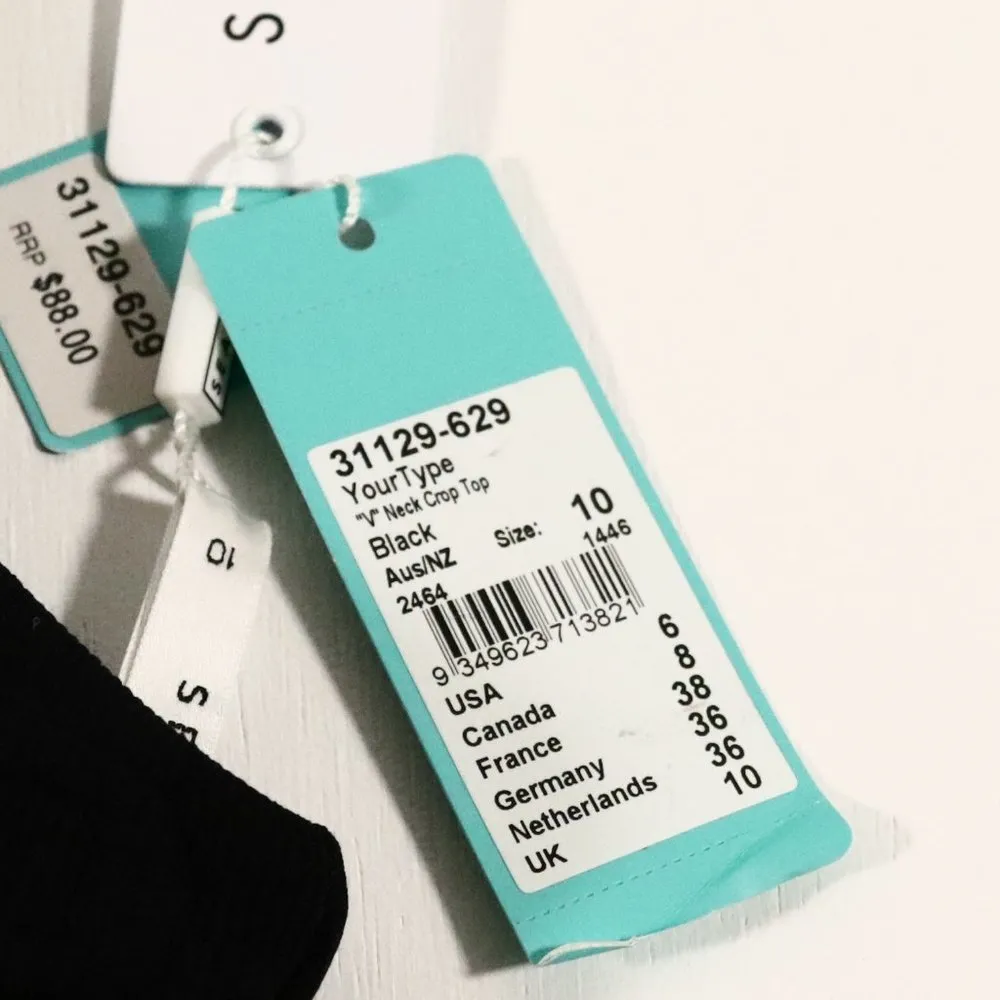 S
31129-629
RRP $88.00
31129-629
YourType
"V" Neck Crop Top
Black
Aus/NZ Size: 10
2464 1446
9 349623 713821
USA 6
Canada 8
France 38
Germany 36
Netherlands 36
UK 10
10
S